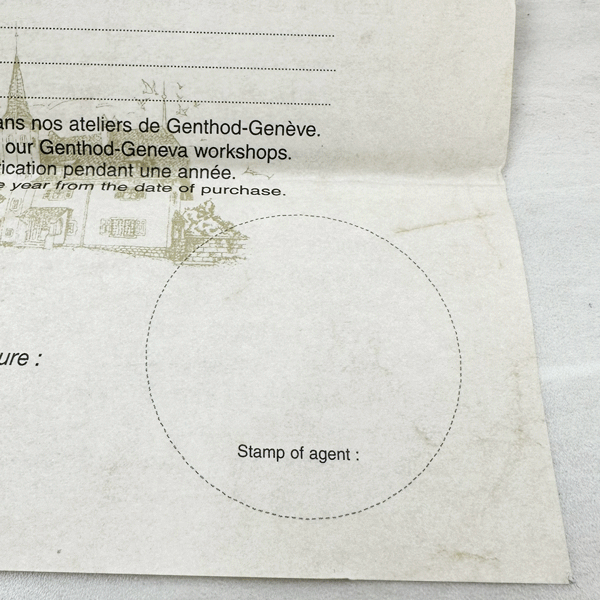 ans nos ateliers de Genthod-Genève.
our Genthod-Geneva workshops.
rication pendant une année.
e year from the date of purchase.
ure :
Stamp of agent :